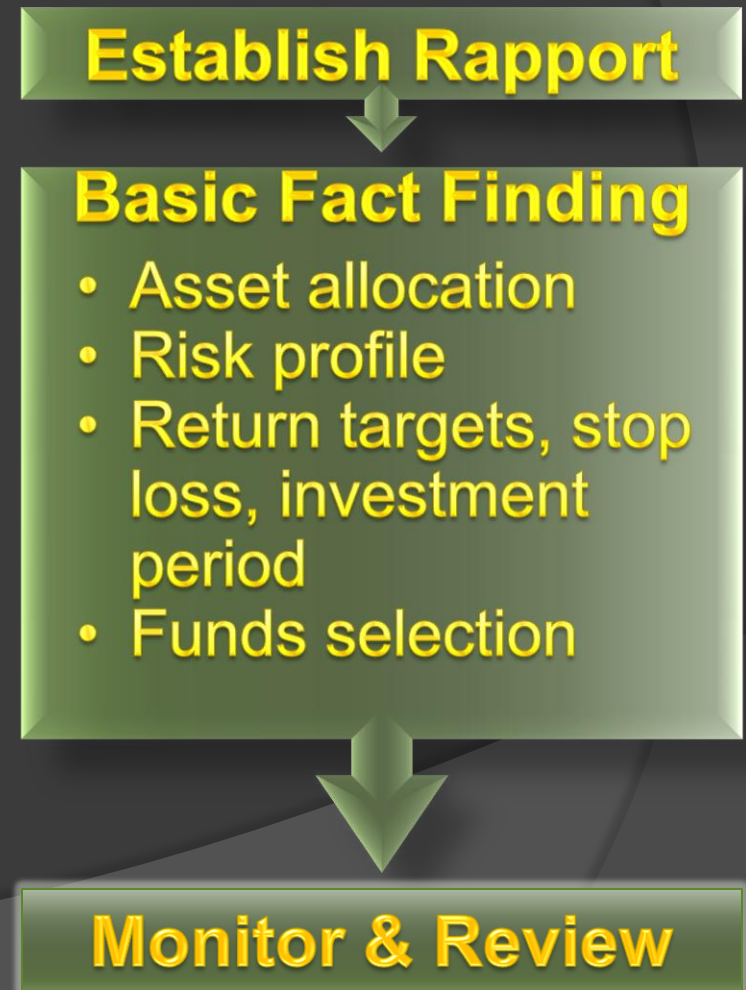 Establish Rapport
Basic Fact Finding
• Asset allocation
• Risk profile
• Return targets, stop
loss, investment
period
• Funds selection
Monitor & Review